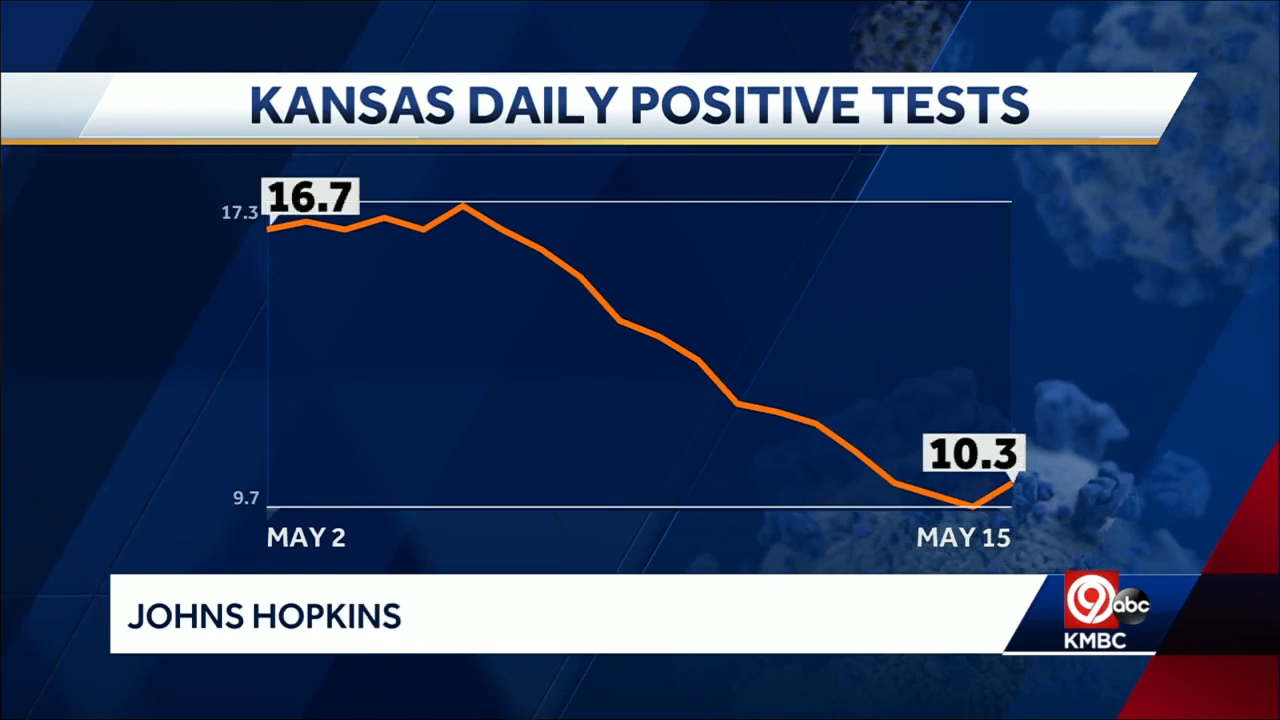 KANSAS DAILY POSITIVE TESTS
16.7
17.3
10.3
9.7
MAY 2
MAY 15
JOHNS HOPKINS
9 abc
KMBC